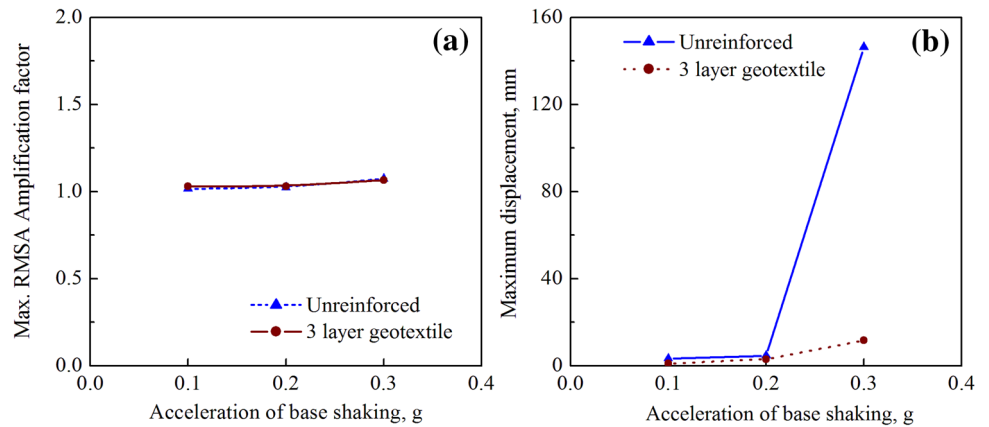 (a)
Max. RMSA Amplification factor
2.0
1.5
1.0
0.5
0.0
Unreinforced
3 layer geotextile
0.0 0.1 0.2 0.3 0.4
Acceleration of base shaking, g
(b)
Maximum displacement, mm
160
120
80
40
0
Unreinforced
3 layer geotextile
0.0 0.1 0.2 0.3 0.4
Acceleration of base shaking, g